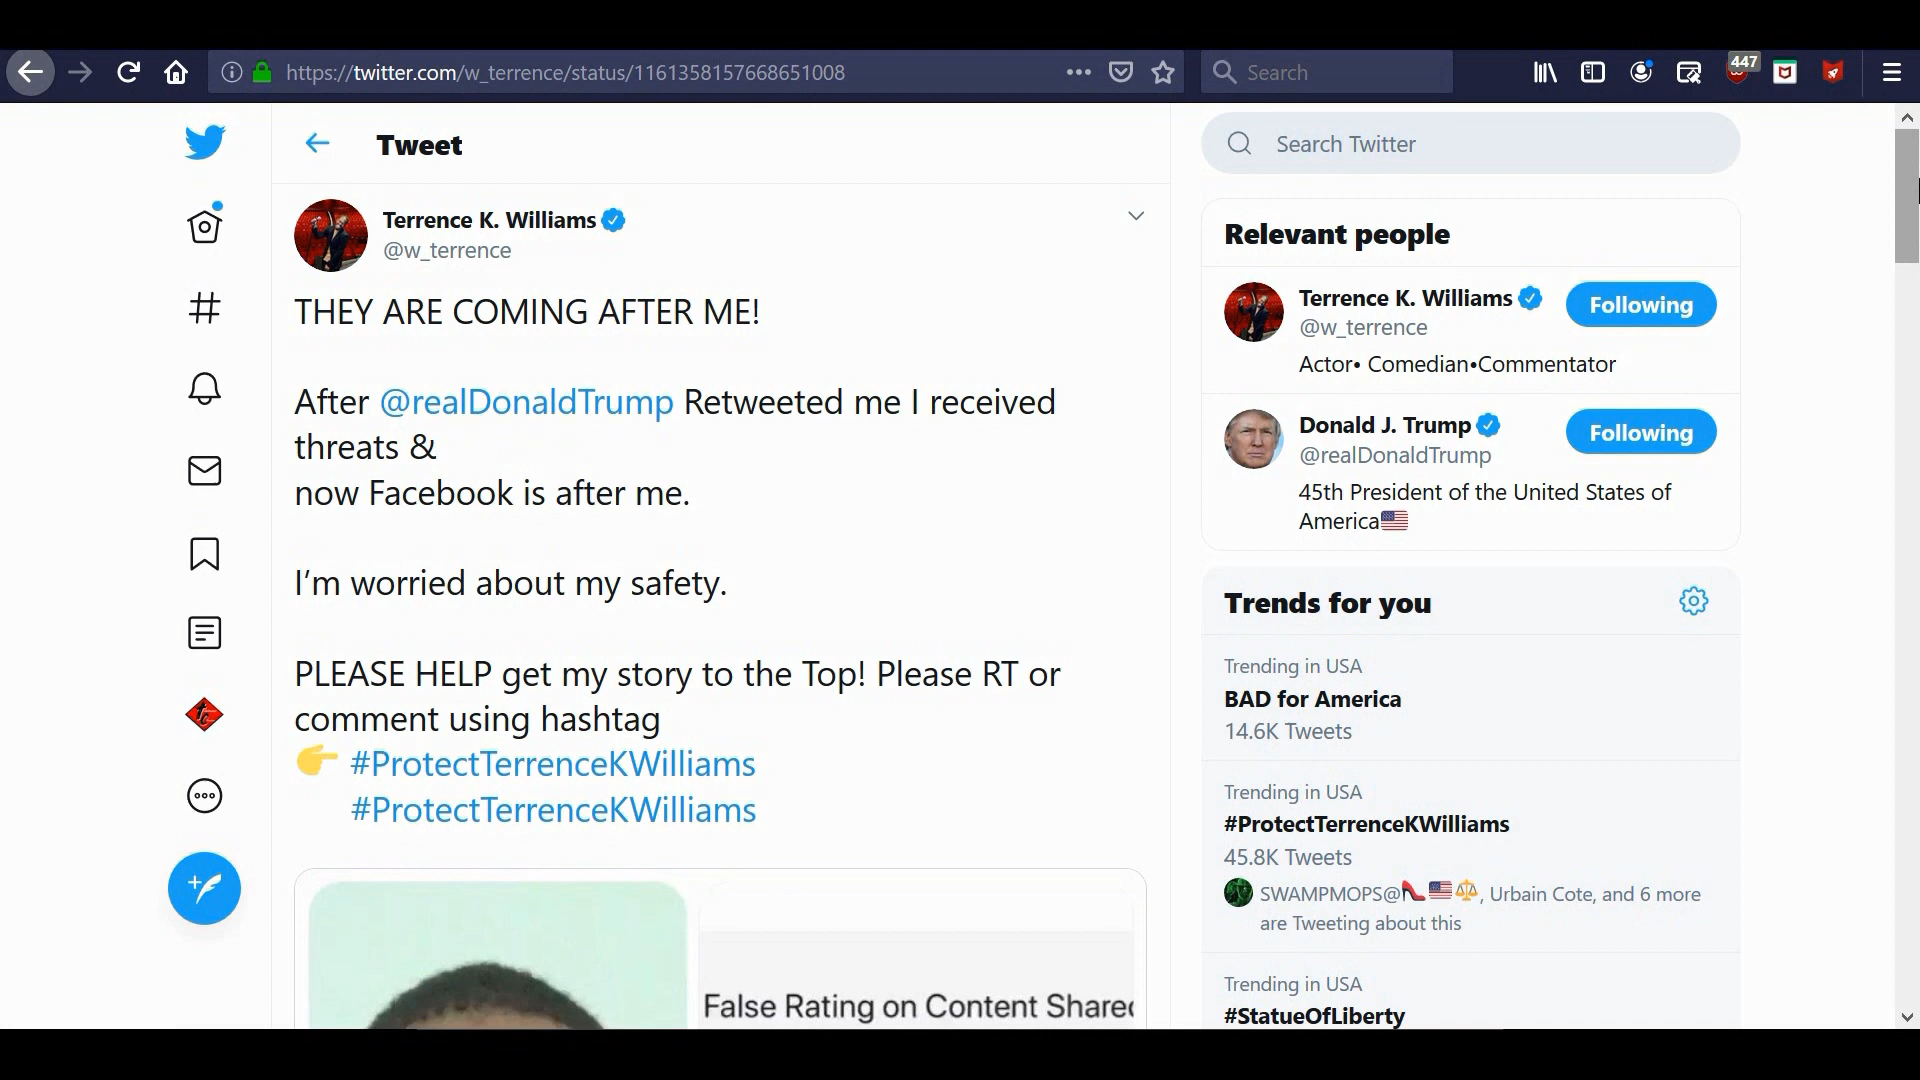 https://twitter.com/w_terrence/status/1161358157668651008
Search
447
Tweet
Search Twitter
Terrence K. Williams
@w_terrence
THEY ARE COMING AFTER ME!
After @realDonaldTrump Retweeted me I received
threats &
now Facebook is after me.
I'm worried about my safety.
PLEASE HELP get my story to the Top! Please RT or
comment using hashtag
👉 #ProtectTerrenceKWilliams
#ProtectTerrenceKWilliams
False Rating on Content Shared
Relevant people
Terrence K. Williams
@w_terrence
Following
Actor• Comedian•Commentator
Donald J. Trump
@realDonaldTrump
Following
45th President of the United States of
America🇺🇸
Trends for you
Trending in USA
BAD for America
14.6K Tweets
Trending in USA
#ProtectTerrenceKWilliams
45.8K Tweets
SWAMPMOPS@👠🇺🇸⚖️, Urbain Cote, and 6 more
are Tweeting about this
Trending in USA
#StatueOfLiberty